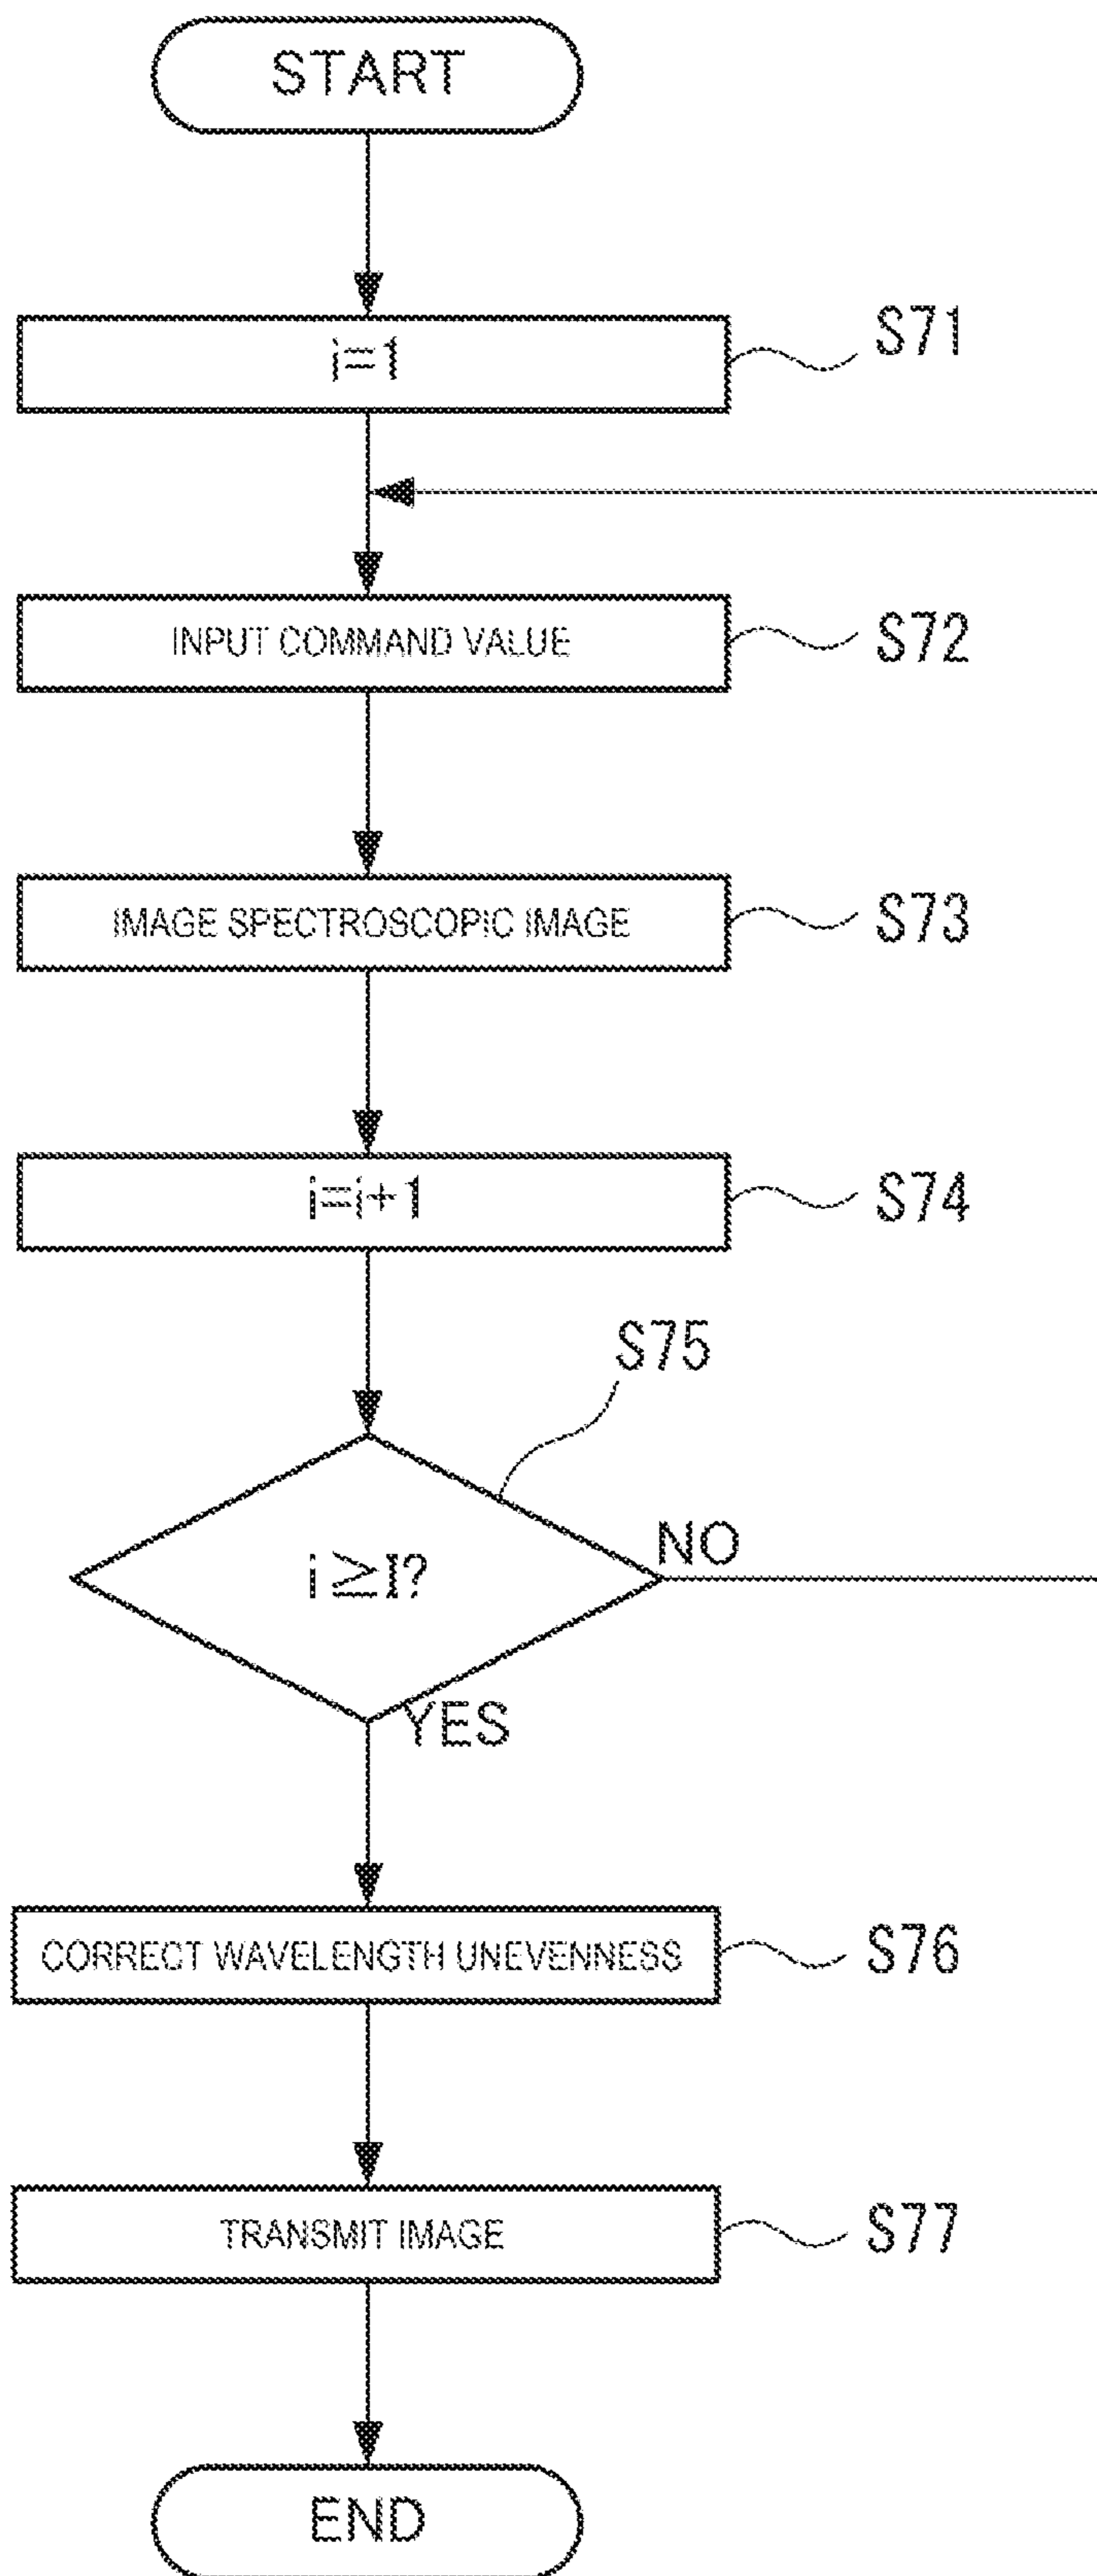 START
i=1
S71
INPUT COMMAND VALUE
S72
IMAGE SPECTROSCOPIC IMAGE
S73
i=i+1
S74
S75
i≧I?
NO
YES
CORRECT WAVELENGTH UNEVENNESS
S76
TRANSMIT IMAGE
S77
END